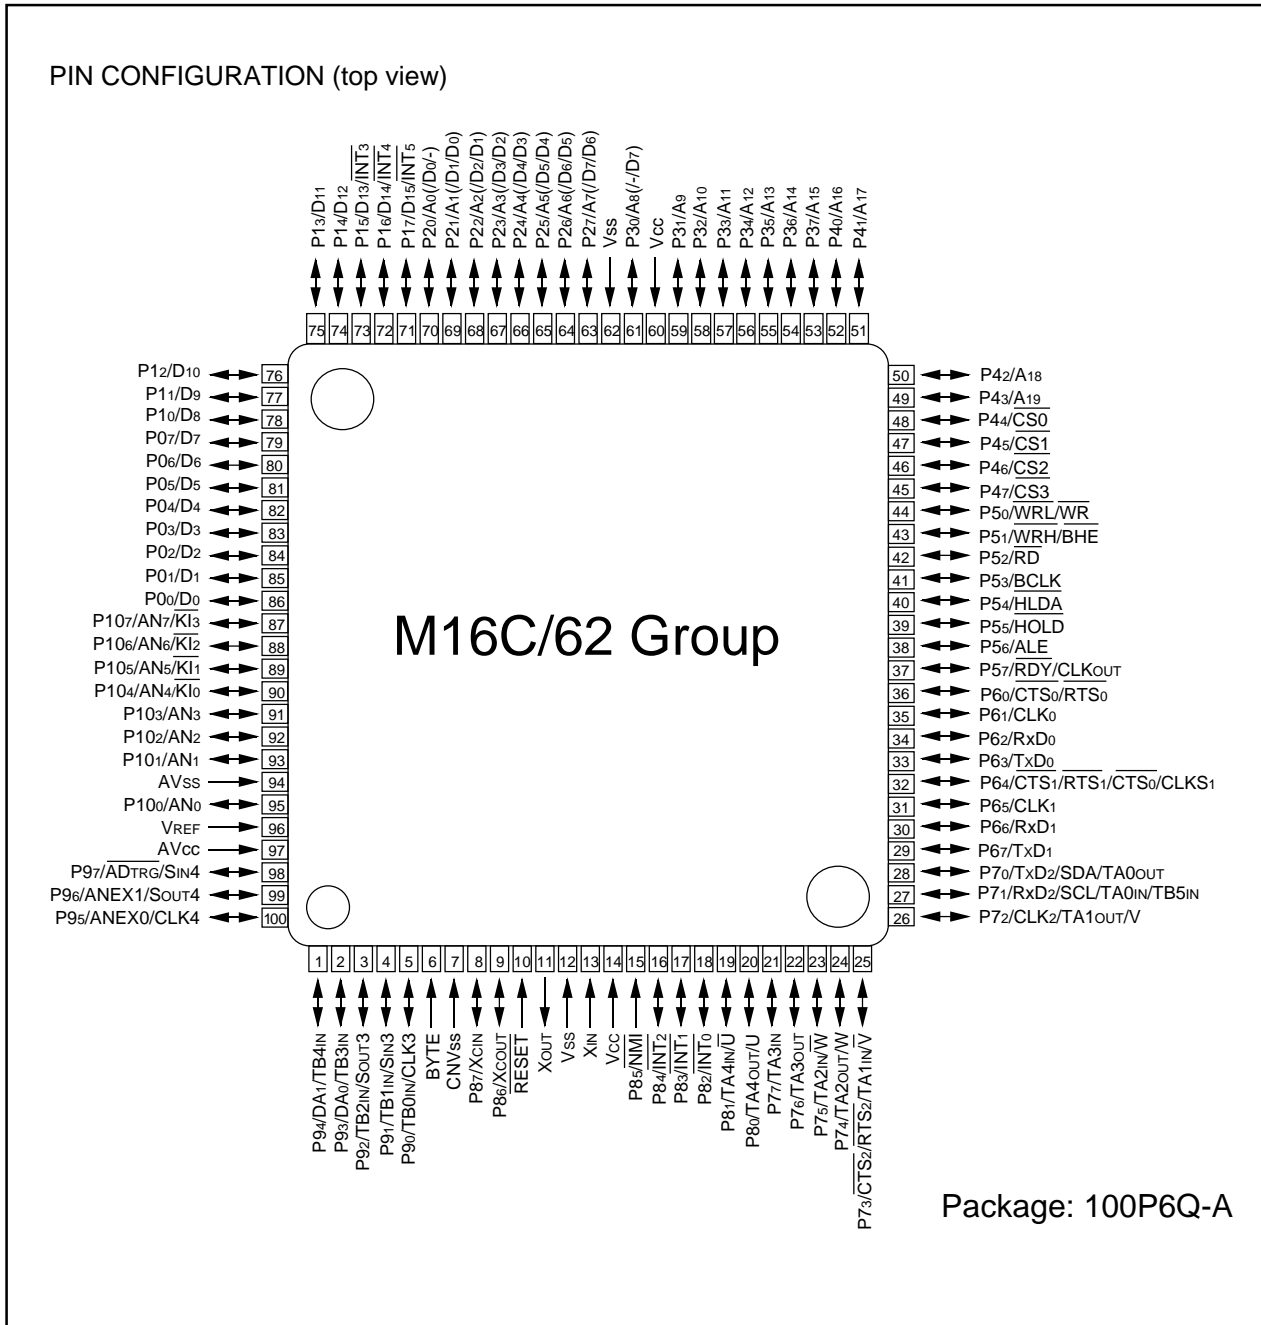 PIN CONFIGURATION (top view)
P13/D11
P14/D12
P15/D13/INT3
P16/D14/INT4
P17/D15/INT5
P20/A0(/D0/-)
P21/A1(/D1/D0)
P22/A2(/D2/D1)
P23/A3(/D3/D2)
P24/A4(/D4/D3)
P25/A5(/D5/D4)
P26/A6(/D6/D5)
P27/A7(/D7/D6)
Vss
P30/A8(/-/D7)
Vcc
P31/A9
P32/A10
P33/A11
P34/A12
P35/A13
P36/A14
P37/A15
P40/A16
P41/A17
75 74 73 72 71 70 69 68 67 66 65 64 63 62 61 60 59 58 57 56 55 54 53 52 51
P12/D10 76
P11/D9 77
P10/D8 78
P07/D7 79
P06/D6 80
P05/D5 81
P04/D4 82
P03/D3 83
P02/D2 84
P01/D1 85
P00/D0 86
P107/AN7/KI3 87
P106/AN6/KI2 88
P105/AN5/KI1 89
P104/AN4/KI0 90
P103/AN3 91
P102/AN2 92
P101/AN1 93
AVss 94
P100/AN0 95
VREF 96
AVcc 97
P97/ADTRG/SIN4 98
P96/ANEX1/SOUT4 99
P95/ANEX0/CLK4 100
M16C/62 Group
50 P42/A18
49 P43/A19
48 P44/CS0
47 P45/CS1
46 P46/CS2
45 P47/CS3
44 P50/WRL/WR
43 P51/WRH/BHE
42 P52/RD
41 P53/BCLK
40 P54/HLDA
39 P55/HOLD
38 P56/ALE
37 P57/RDY/CLKOUT
36 P60/CTS0/RTS0
35 P61/CLK0
34 P62/RxD0
33 P63/TXD0
32 P64/CTS1/RTS1/CTS0/CLKS1
31 P65/CLK1
30 P66/RxD1
29 P67/TXD1
28 P70/TXD2/SDA/TA0OUT
27 P71/RxD2/SCL/TA0IN/TB5IN
26 P72/CLK2/TA1OUT/V
1 2 3 4 5 6 7 8 9 10 11 12 13 14 15 16 17 18 19 20 21 22 23 24 25
P94/DA1/TB4IN
P93/DA0/TB3IN
P92/TB2IN/SOUT3
P91/TB1IN/SIN3
P90/TB0IN/CLK3
BYTE
CNVss
P87/XCIN
P86/XCOUT
RESET
XOUT
VSS
XIN
VCC
P85/NMI
P84/INT2
P83/INT1
P82/INT0
P81/TA4IN/U
P80/TA4OUT/U
P77/TA3IN
P76/TA3OUT
P75/TA2IN/W
P74/TA2OUT/W
P73/CTS2/RTS2/TA1IN/V
Package: 100P6Q-A